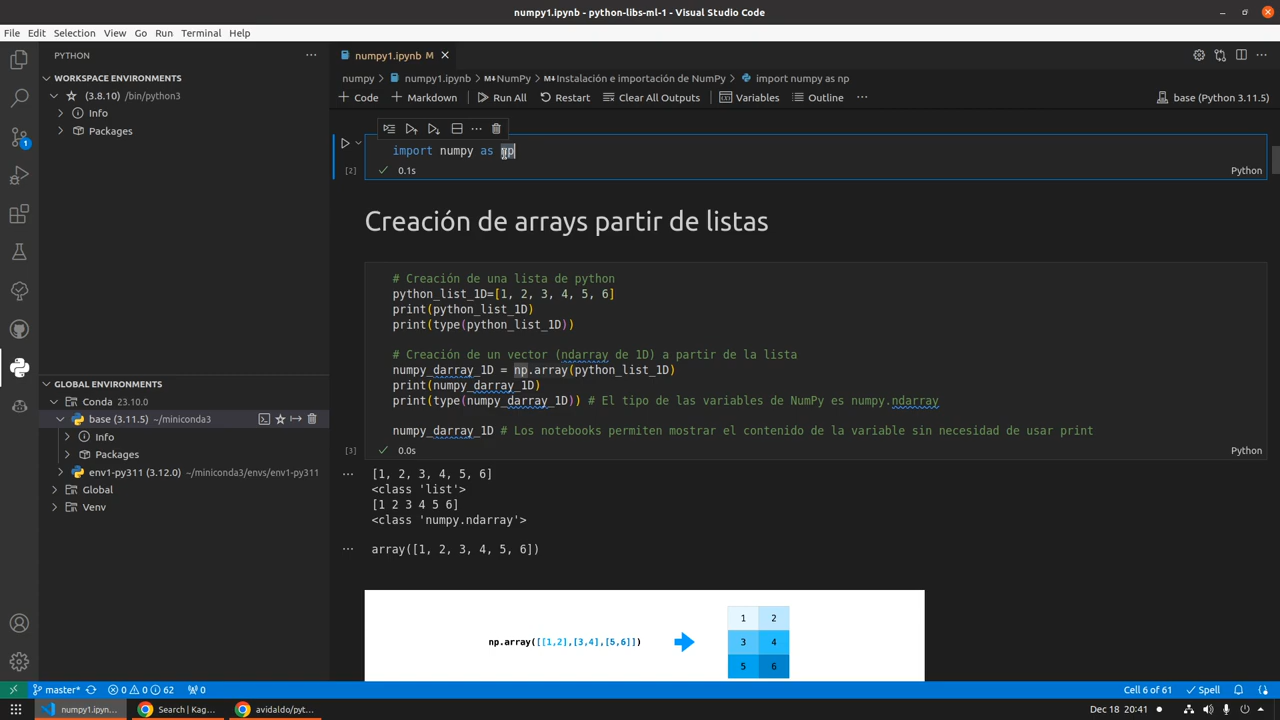 numpy1.ipynb - python-libs-ml-1 - Visual Studio Code
File Edit Selection View Go Run Terminal Help
PYTHON
WORKSPACE ENVIRONMENTS
(3.8.10) /bin/python3
Info
Packages
GLOBAL ENVIRONMENTS
Conda 23.10.0
base (3.11.5) ~/miniconda3
Info
Packages
env1-py311 (3.12.0) ~/miniconda3/envs/env1-py311
Global
Venv
1
numpy1.ipynb M
numpy > numpy1.ipynb > M↓NumPy > M↓Instalación e importación de NumPy > import numpy as np
Code Markdown Run All Restart Clear All Outputs Variables Outline base (Python 3.11.5)
import numpy as np
[2] 0.1s Python
Creación de arrays partir de listas
# Creación de una lista de python
python_list_1D=[1, 2, 3, 4, 5, 6]
print(python_list_1D)
print(type(python_list_1D))
# Creación de un vector (ndarray de 1D) a partir de la lista
numpy_darray_1D = np.array(python_list_1D)
print(numpy_darray_1D)
print(type(numpy_darray_1D)) # El tipo de las variables de NumPy es numpy.ndarray
numpy_darray_1D # Los notebooks permiten mostrar el contenido de la variable sin necesidad de usar print
[3] 0.0s Python
[1, 2, 3, 4, 5, 6]
<class 'list'>
[1 2 3 4 5 6]
<class 'numpy.ndarray'>
array([1, 2, 3, 4, 5, 6])
np.array([[1,2],[3,4],[5,6]])
1 2
3 4
5 6
master* 0 0 62 0 Cell 6 of 61 Spell
numpy1.ipyn... Search | Kag... avidaldo/pyt... Dec 18 20:41